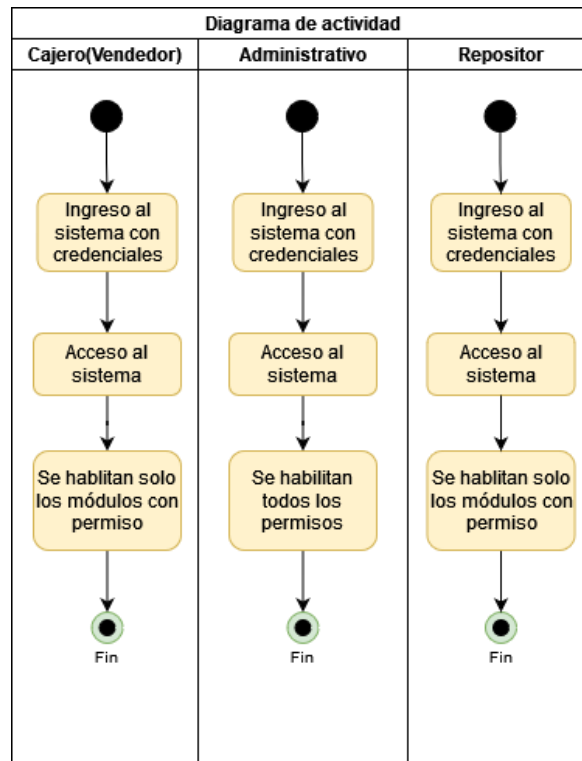 Diagrama de actividad
Cajero(Vendedor)
Administrativo
Repositor
Ingreso al
sistema con
credenciales
Ingreso al
sistema con
credenciales
Ingreso al
sistema con
credenciales
Acceso al
sistema
Acceso al
sistema
Acceso al
sistema
Se hablitan solo
los módulos con
permiso
Se habilitan
todos los
permisos
Se hablitan solo
los módulos con
permiso
Fin
Fin
Fin